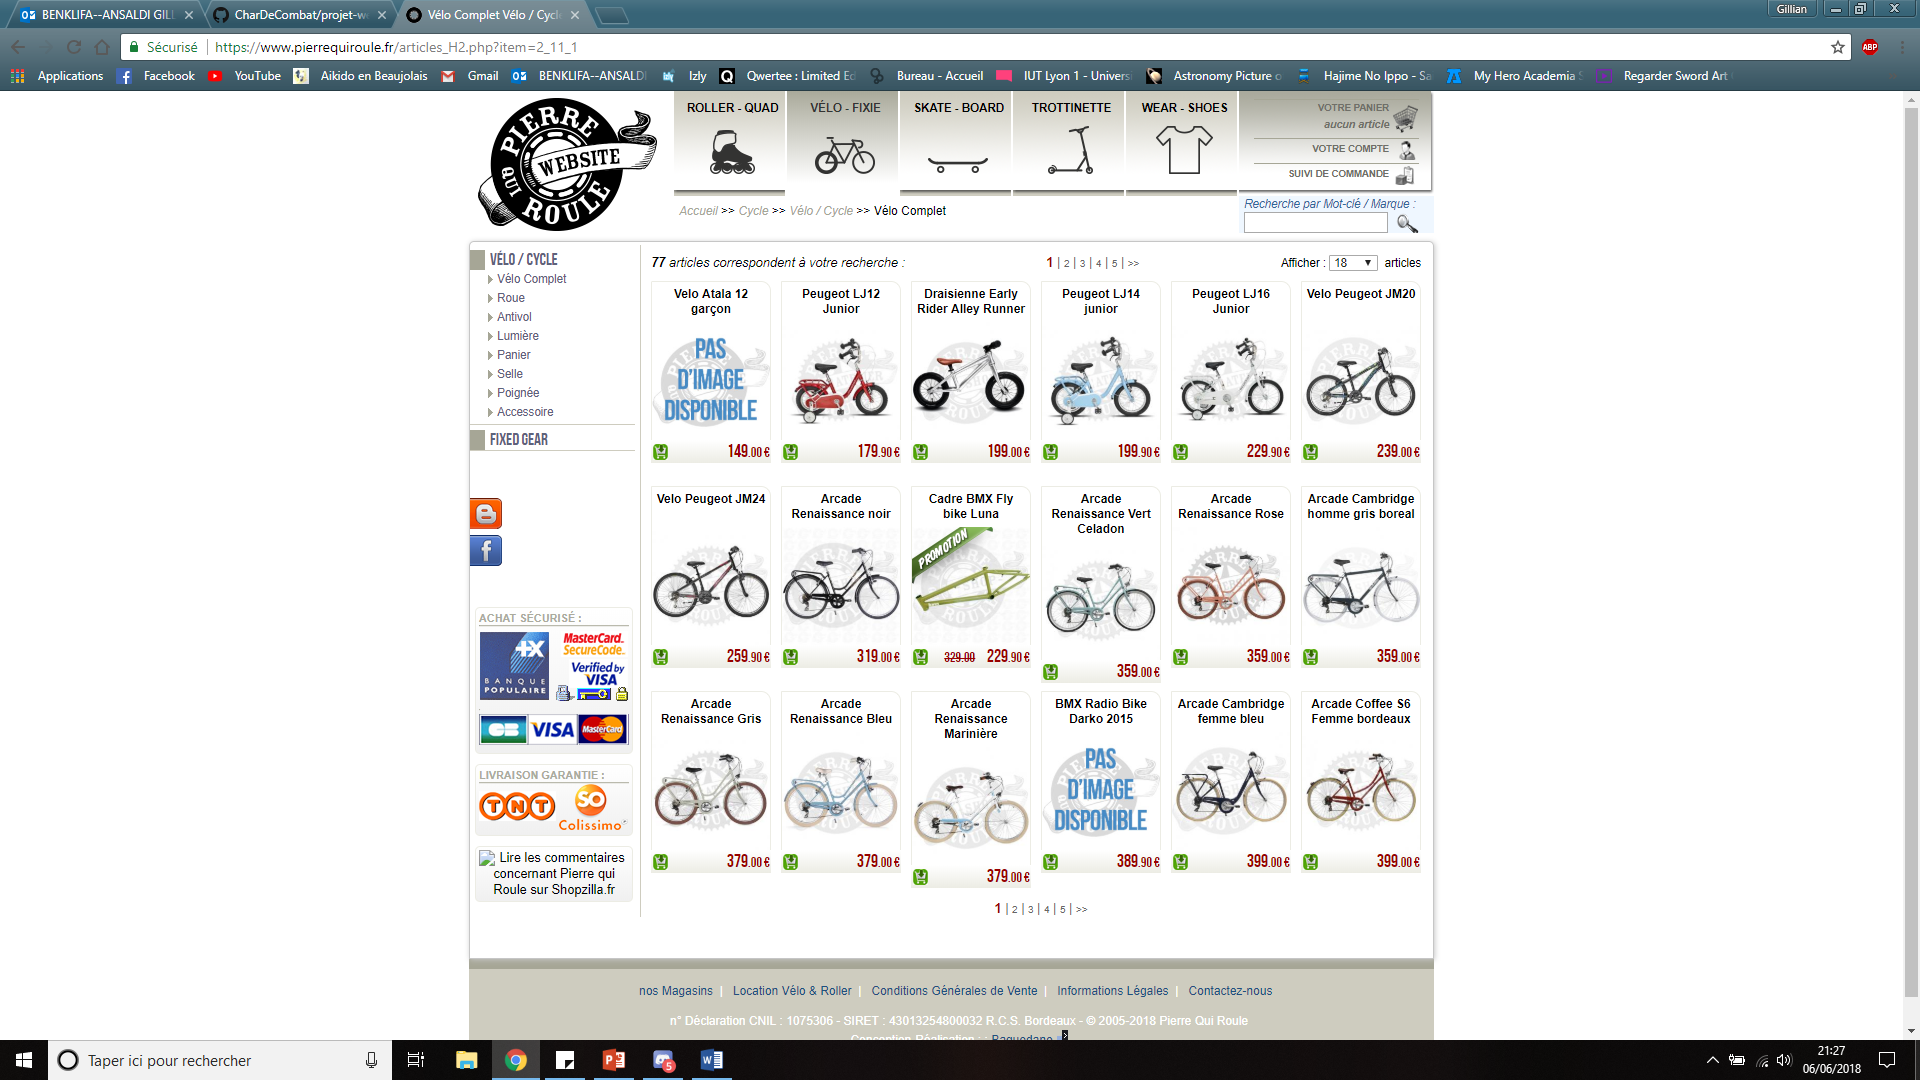 BENKLIFA--ANSALDI GILL
CharDeCombat/projet-we
Vélo Complet Vélo / Cycl
Gillian
Sécurisé
https://www.pierrequiroule.fr/articles_H2.php?item=2_11_1
ABP
Applications
Facebook
YouTube
Aikido en Beaujolais
Gmail
BENKLIFA--ANSALDI
Izly
Qwertee : Limited Ed
Bureau - Accueil
IUT Lyon 1 - Univers
Astronomy Picture o
Hajime No Ippo - Sa
My Hero Academia S
Regarder Sword Art
PIERRE
WEBSITE
QUI
ROULE
ROLLER - QUAD
VÉLO - FIXIE
SKATE - BOARD
TROTTINETTE
WEAR - SHOES
VOTRE PANIER
aucun article
VOTRE COMPTE
SUIVI DE COMMANDE
Accueil >> Cycle >> Vélo / Cycle >> Vélo Complet
Recherche par Mot-clé / Marque :
VÉLO / CYCLE
Vélo Complet
Roue
Antivol
Lumière
Panier
Selle
Poignée
Accessoire
FIXED GEAR
ACHAT SÉCURISÉ :
4X
BANQUE
POPULAIRE
MasterCard.
SecureCode.
Verified by
VISA
CB
VISA
MasterCard
LIVRAISON GARANTIE :
TNT
SO
Colissimo
Lire les commentaires
concernant Pierre qui
Roule sur Shopzilla.fr
77 articles correspondent à votre recherche :
1 | 2 | 3 | 4 | 5 | >>
Afficher : 18 articles
Velo Atala 12
garçon
PAS
D'IMAGE
DISPONIBLE
149.00 €
Peugeot LJ12
Junior
179.90 €
Draisienne Early
Rider Alley Runner
199.00 €
Peugeot LJ14
junior
199.90 €
Peugeot LJ16
Junior
229.90 €
Velo Peugeot JM20
239.00 €
Velo Peugeot JM24
259.90 €
Arcade
Renaissance noir
319.00 €
Cadre BMX Fly
bike Luna
PROMOTION
329.00 229.90 €
Arcade
Renaissance Vert
Celadon
359.00 €
Arcade
Renaissance Rose
359.00 €
Arcade Cambridge
homme gris boreal
359.00 €
Arcade
Renaissance Gris
379.00 €
Arcade
Renaissance Bleu
379.00 €
Arcade
Renaissance
Marinière
379.00 €
BMX Radio Bike
Darko 2015
PAS
D'IMAGE
DISPONIBLE
389.90 €
Arcade Cambridge
femme bleu
399.00 €
Arcade Coffee S6
Femme bordeaux
399.00 €
1 | 2 | 3 | 4 | 5 | >>
nos Magasins | Location Vélo & Roller | Conditions Générales de Vente | Informations Légales | Contactez-nous
n° Déclaration CNIL : 1075306 - SIRET : 43013254800032 R.C.S. Bordeaux - © 2005-2018 Pierre Qui Roule
Conception Réalisation :
Taper ici pour rechercher
5
21:27
06/06/2018